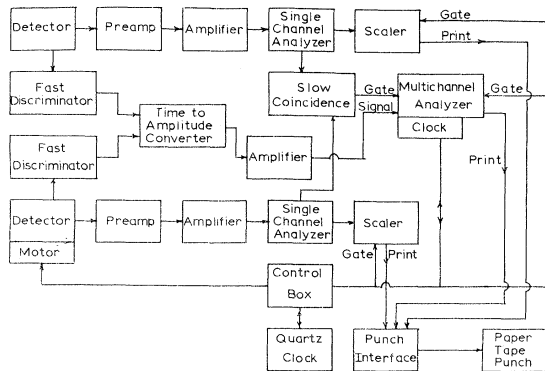 Detector
Preamp
Amplifier
Single
Channel
Analyzer
Scaler
Gate
Print
Fast
Discriminator
Time to
Amplitude
Converter
Slow
Coincidence
Gate
Signal
Multichannel
Analyzer
Clock
Gate
Fast
Discriminator
Amplifier
Print
Detector
Motor
Preamp
Amplifier
Single
Channel
Analyzer
Scaler
Gate
Print
Control
Box
Quartz
Clock
Punch
Interface
Paper
Tape
Punch